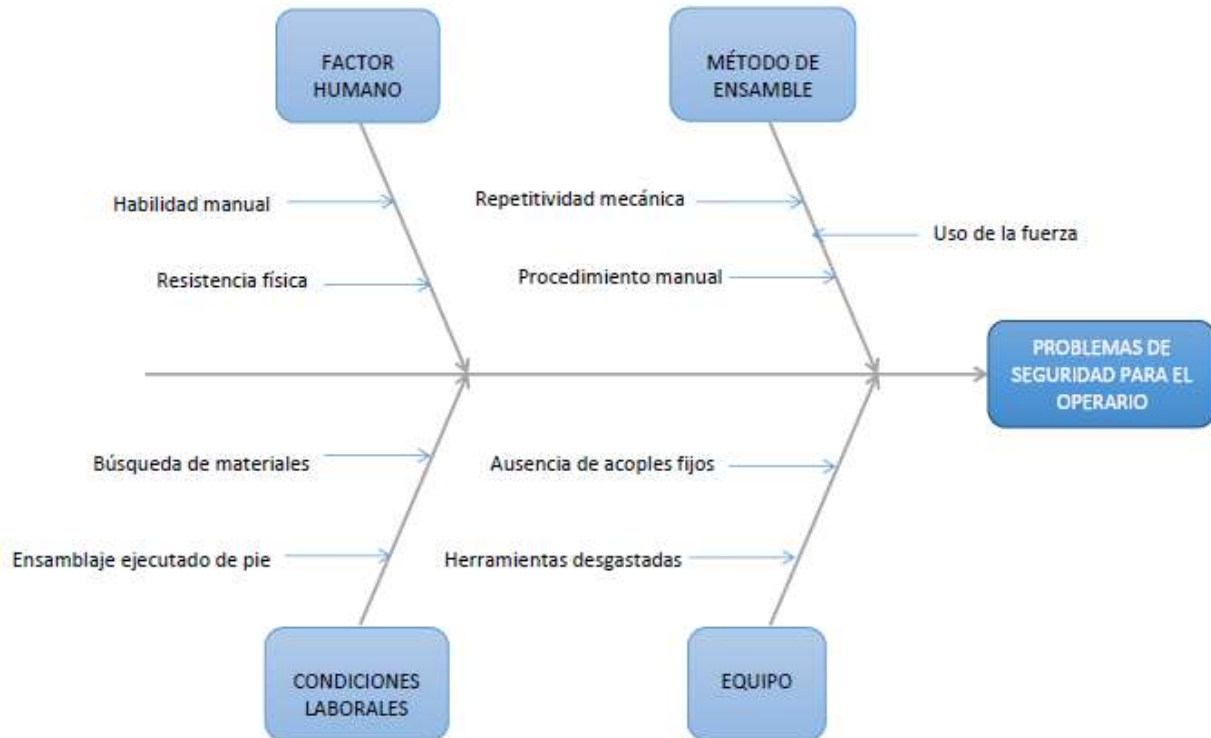 FACTOR
HUMANO
MÉTODO DE
ENSAMBLE
Habilidad manual
Repetitividad mecánica
Uso de la fuerza
Resistencia física
Procedimiento manual
PROBLEMAS DE
SEGURIDAD PARA EL
OPERARIO
Búsqueda de materiales
Ausencia de acoples fijos
Ensamblaje ejecutado de pie
Herramientas desgastadas
CONDICIONES
LABORALES
EQUIPO